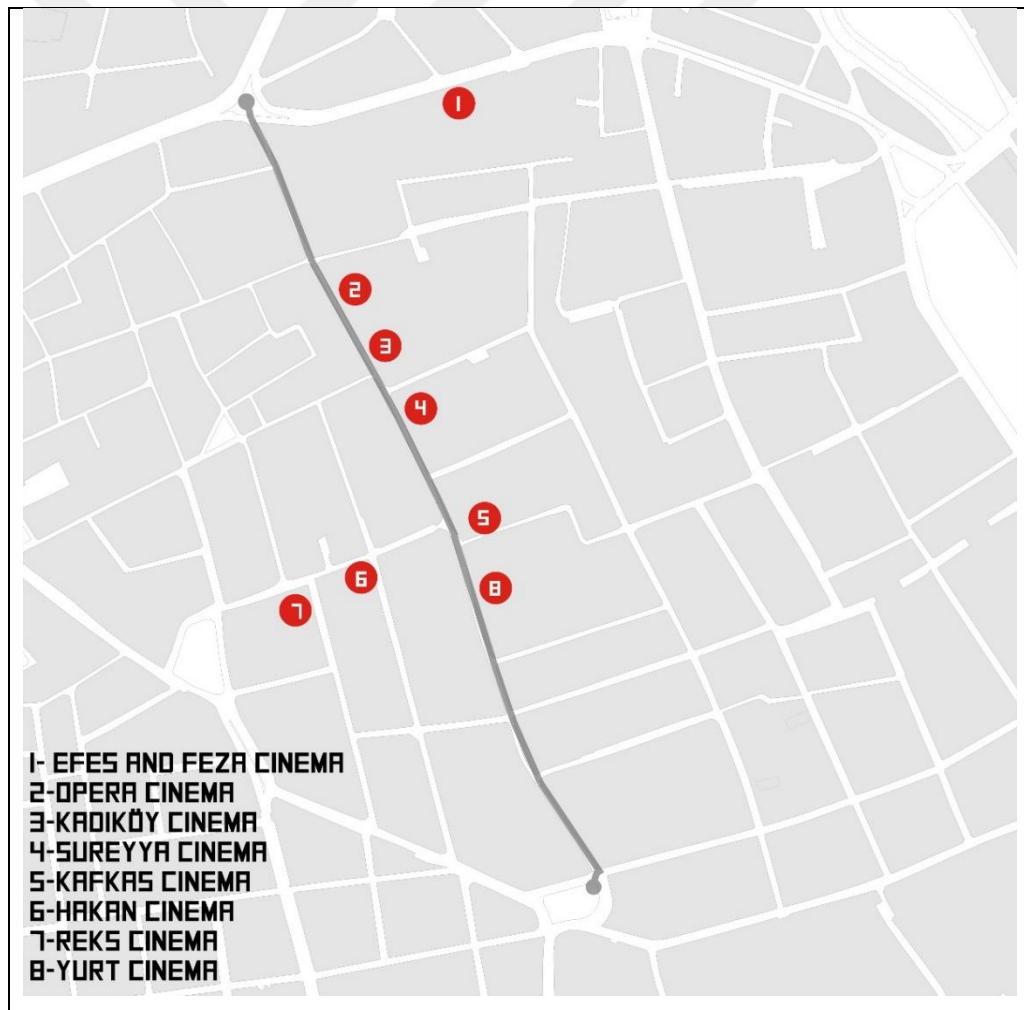 1
2
3
4
5
6
7
8
1- EFES AND FEZA CINEMA
2-OPERA CINEMA
3-KADIKÖY CINEMA
4-SUREYYA CINEMA
5-KAFKAS CINEMA
6-HAKAN CINEMA
7-REKS CINEMA
8-YURT CINEMA